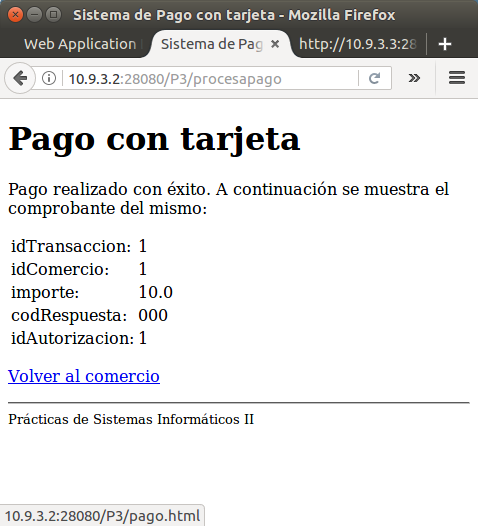 Sistema de Pago con tarjeta - Mozilla Firefox
Web Application
Sistema de Pag
http://10.9.3.3:28
10.9.3.2:28080/P3/procesapago
Pago con tarjeta
Pago realizado con éxito. A continuación se muestra el
comprobante del mismo:
idTransaccion: 1
idComercio: 1
importe: 10.0
codRespuesta: 000
idAutorizacion: 1
Volver al comercio
Prácticas de Sistemas Informáticos II
10.9.3.2:28080/P3/pago.html